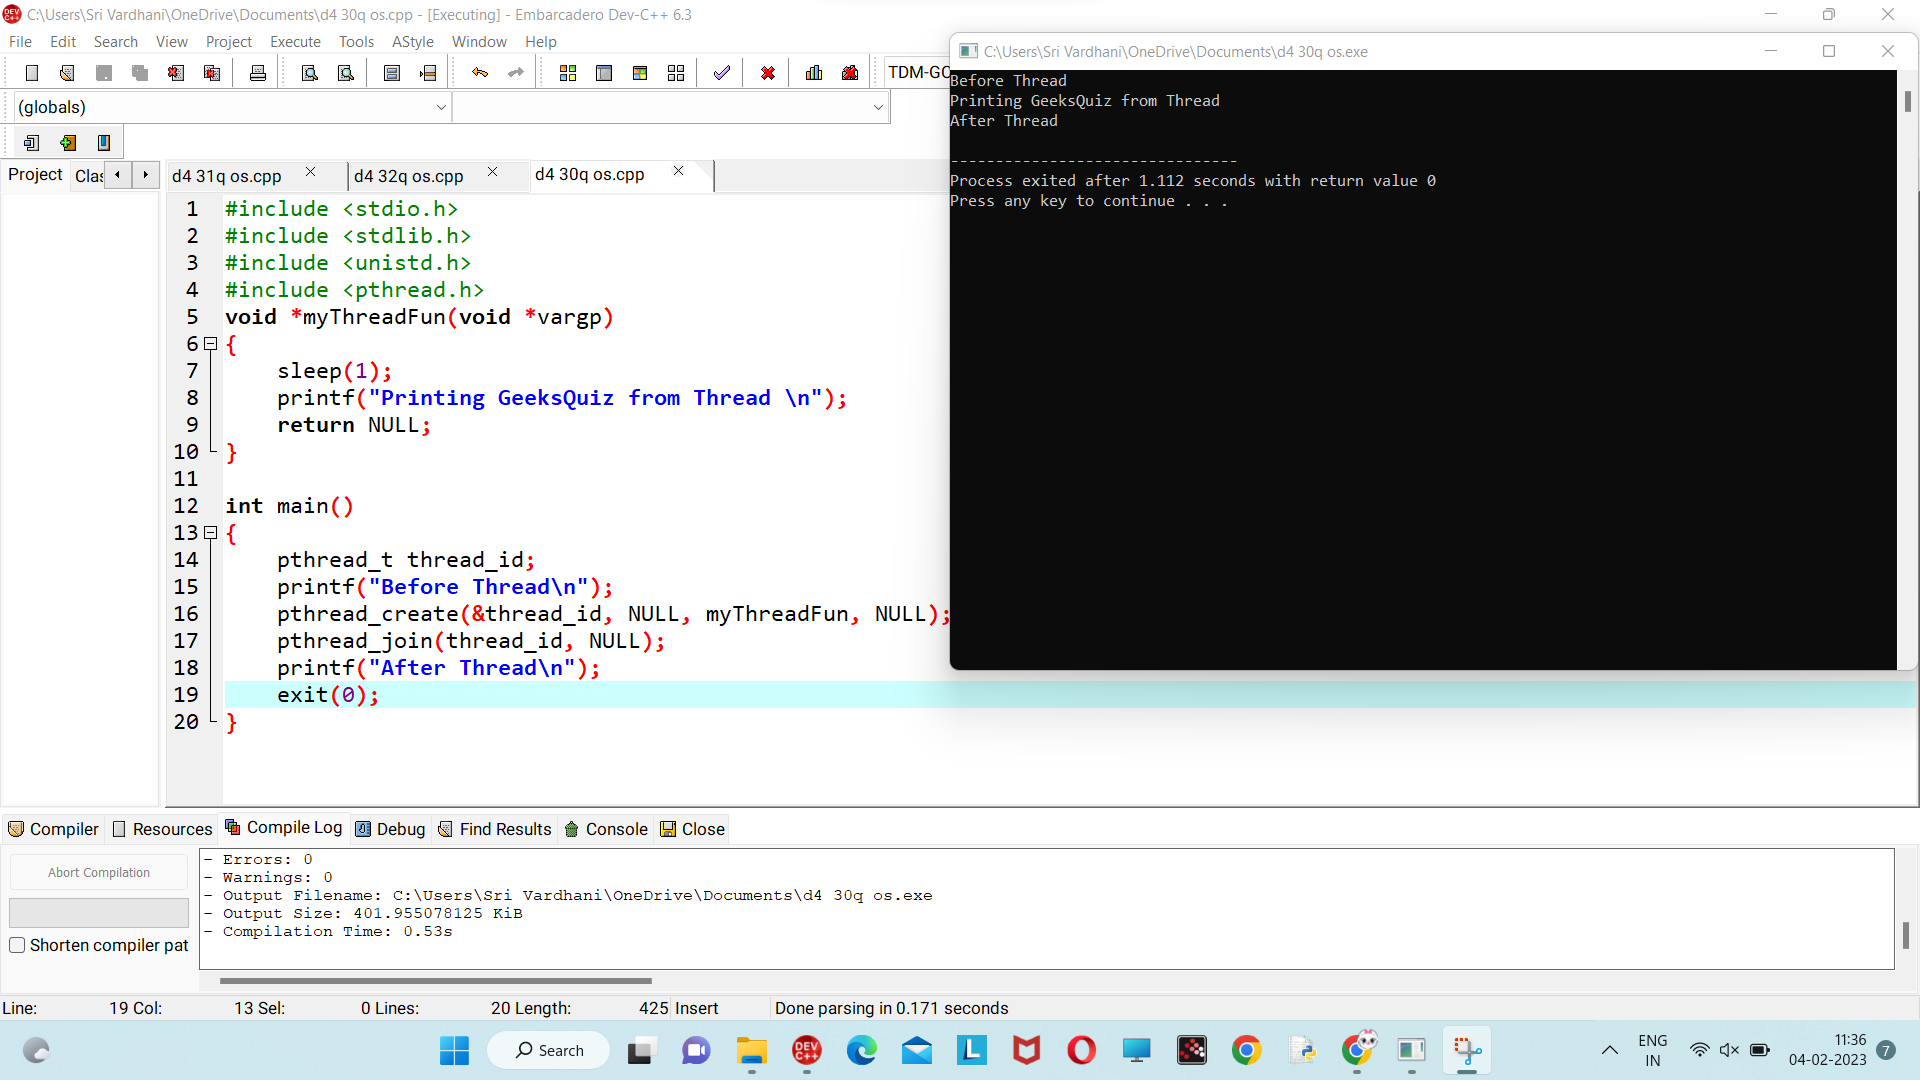 C:\Users\Sri Vardhani\OneDrive\Documents\d4 30q os.cpp - [Executing] - Embarcadero Dev-C++ 6.3
File Edit Search View Project Execute Tools AStyle Window Help
TDM-GC
(globals)
Project Clas
d4 31q os.cpp d4 32q os.cpp d4 30q os.cpp
1 #include <stdio.h>
2 #include <stdlib.h>
3 #include <unistd.h>
4 #include <pthread.h>
5 void *myThreadFun(void *vargp)
6 {
7 sleep(1);
8 printf("Printing GeeksQuiz from Thread \n");
9 return NULL;
10 }
11
12 int main()
13 {
14 pthread_t thread_id;
15 printf("Before Thread\n");
16 pthread_create(&thread_id, NULL, myThreadFun, NULL);
17 pthread_join(thread_id, NULL);
18 printf("After Thread\n");
19 exit(0);
20 }
C:\Users\Sri Vardhani\OneDrive\Documents\d4 30q os.exe
Before Thread
Printing GeeksQuiz from Thread
After Thread
--------------------------------
Process exited after 1.112 seconds with return value 0
Press any key to continue . . .
Compiler Resources Compile Log Debug Find Results Console Close
Abort Compilation
Shorten compiler pat
- Errors: 0
- Warnings: 0
- Output Filename: C:\Users\Sri Vardhani\OneDrive\Documents\d4 30q os.exe
- Output Size: 401.955078125 KiB
- Compilation Time: 0.53s
Line: 19 Col: 13 Sel: 0 Lines: 20 Length: 425 Insert Done parsing in 0.171 seconds
Search
DEV C++
L
ENG
IN
11:36
04-02-2023
7